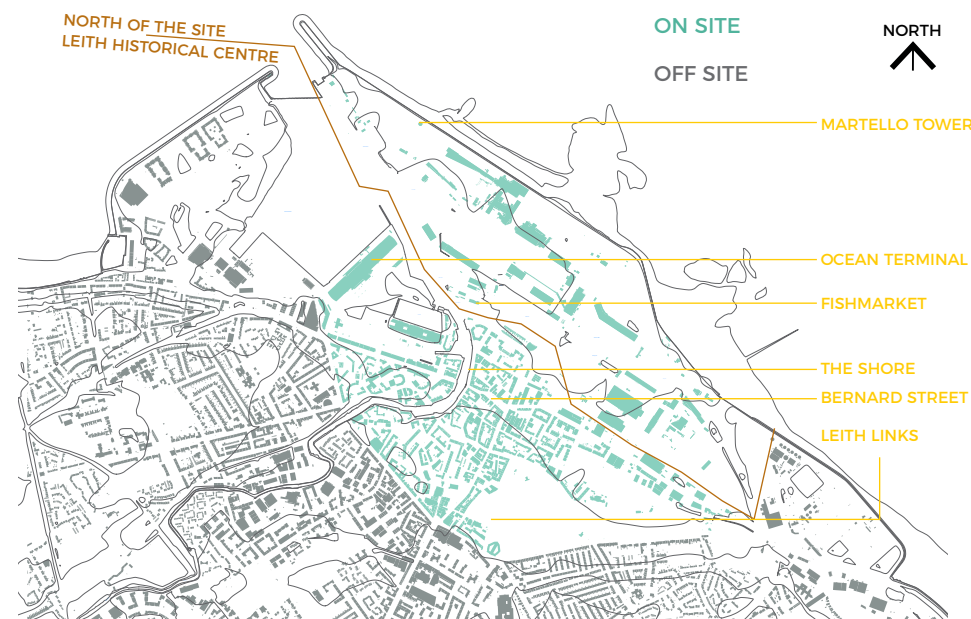 NORTH OF THE SITE
LEITH HISTORICAL CENTRE
ON SITE
OFF SITE
NORTH
MARTELLO TOWER
OCEAN TERMINAL
FISHMARKET
THE SHORE
BERNARD STREET
LEITH LINKS